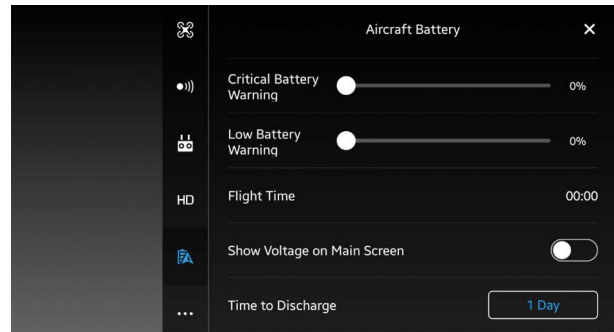 Aircraft Battery
Critical Battery
Warning
0%
Low Battery
Warning
0%
HD
Flight Time
00:00
Show Voltage on Main Screen
Time to Discharge
1 Day